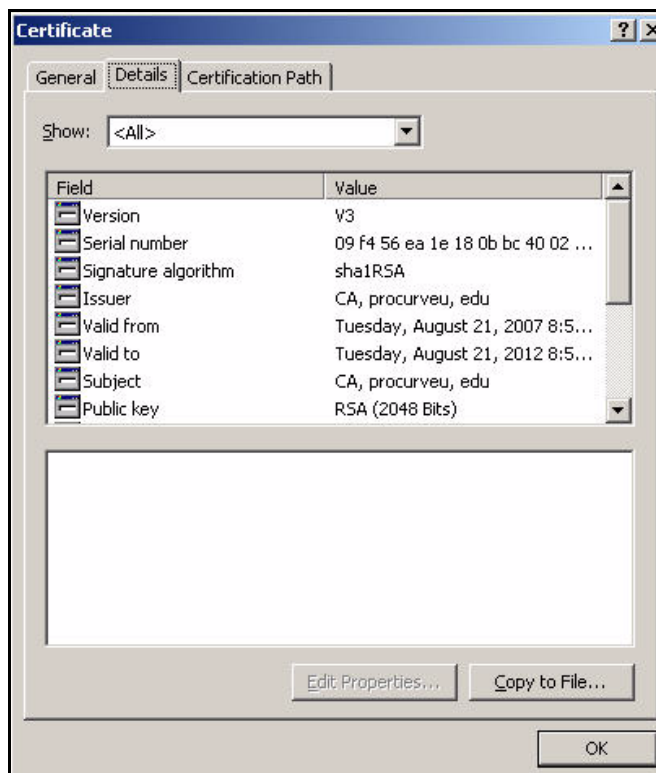 Certificate
General Details Certification Path
Show: <All>
Field Value
Version V3
Serial number 09 f4 56 ea 1e 18 0b bc 40 02 ...
Signature algorithm sha1RSA
Issuer CA, procurveu, edu
Valid from Tuesday, August 21, 2007 8:5...
Valid to Tuesday, August 21, 2012 8:5...
Subject CA, procurveu, edu
Public key RSA (2048 Bits)
Edit Properties... Copy to File...
OK